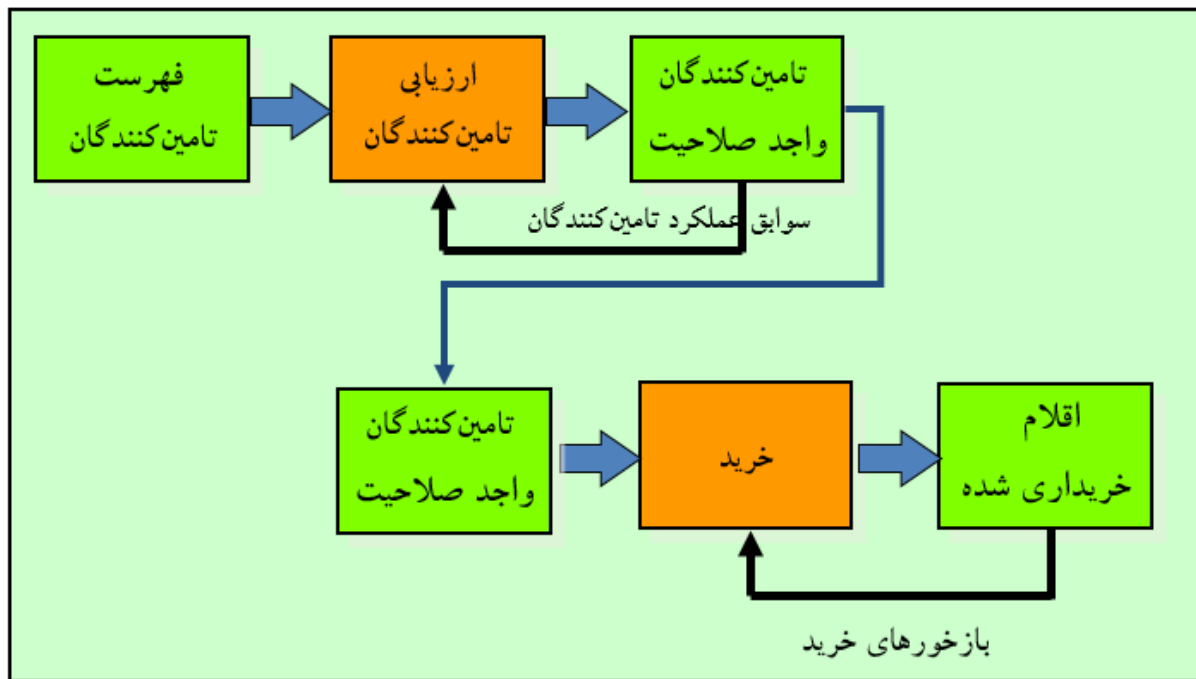 فهرست
تامین‌کنندگان
ارزیابی
تامین‌کنندگان
تامین‌کنندگان
واجد صلاحیت
سوابق عملکرد تامین‌کنندگان
تامین‌کنندگان
واجد صلاحیت
خرید
اقلام
خریداری شده
بازخورهای خرید